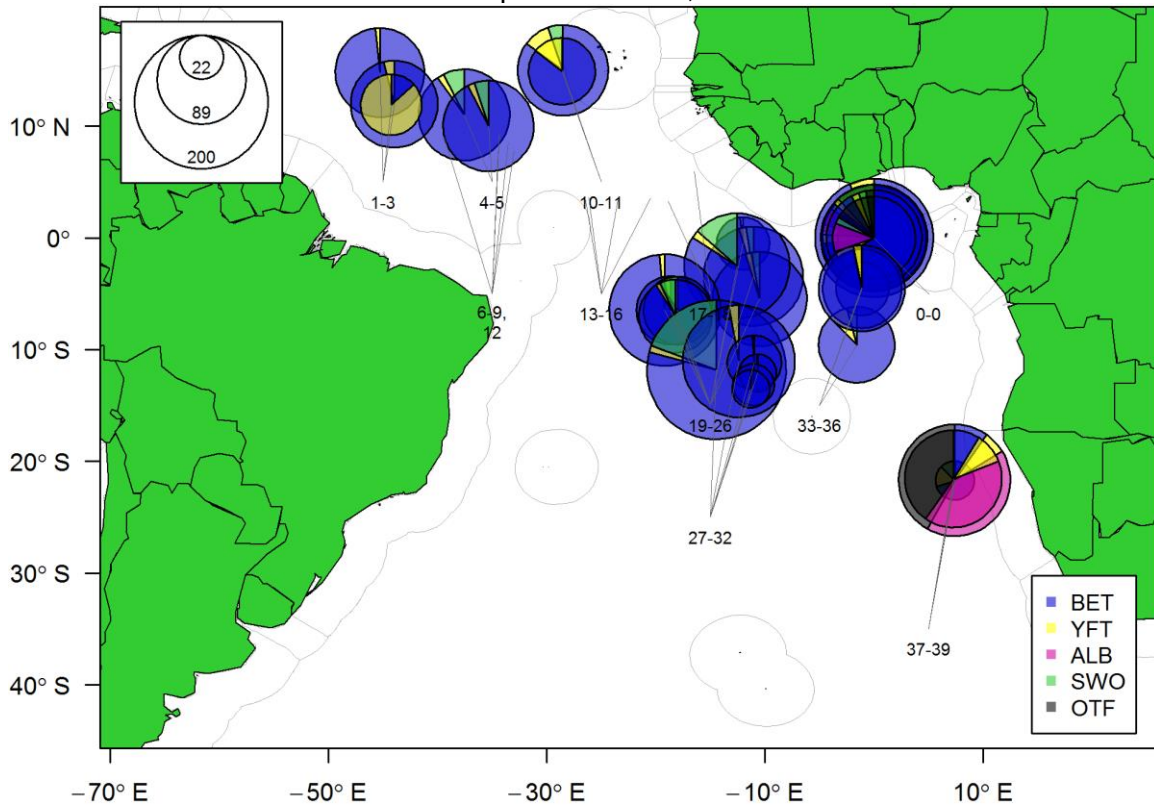 22
89
200
10° N
0°
10° S
20° S
30° S
40° S
1-3
4-5
10-11
6-9,
12
13-16
0-0
19-26
33-36
27-32
37-39
BET
YFT
ALB
SWO
OTF
−70° E
−50° E
−30° E
−10° E
10° E